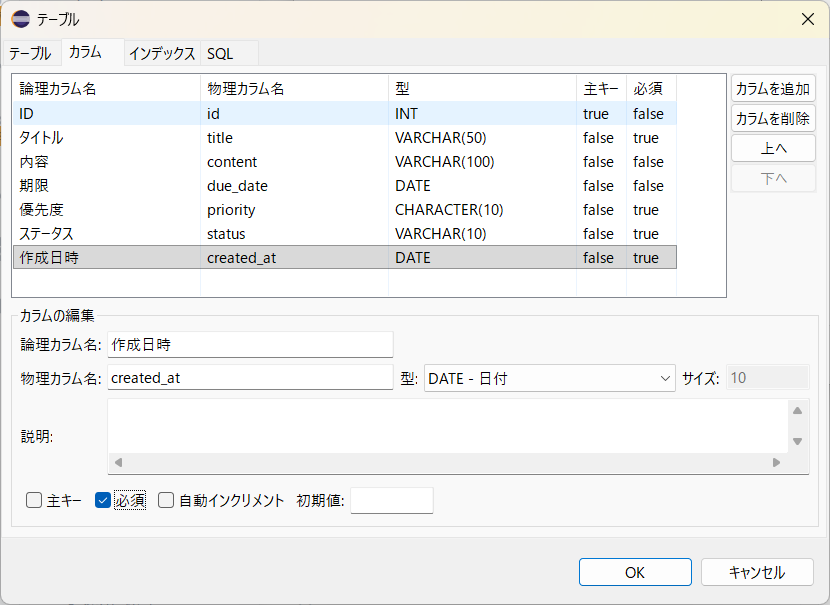 テーブル
テーブル カラム インデックス SQL
論理カラム名 物理カラム名 型 主キー 必須
ID id INT true false
タイトル title VARCHAR(50) false true
内容 content VARCHAR(100) false false
期限 due_date DATE false false
優先度 priority CHARACTER(10) false true
ステータス status VARCHAR(10) false true
作成日時 created_at DATE false true
カラムを追加
カラムを削除
上へ
下へ
カラムの編集
論理カラム名: 作成日時
物理カラム名: created_at 型: DATE - 日付 サイズ: 10
説明:
主キー 必須 自動インクリメント 初期値:
OK キャンセル